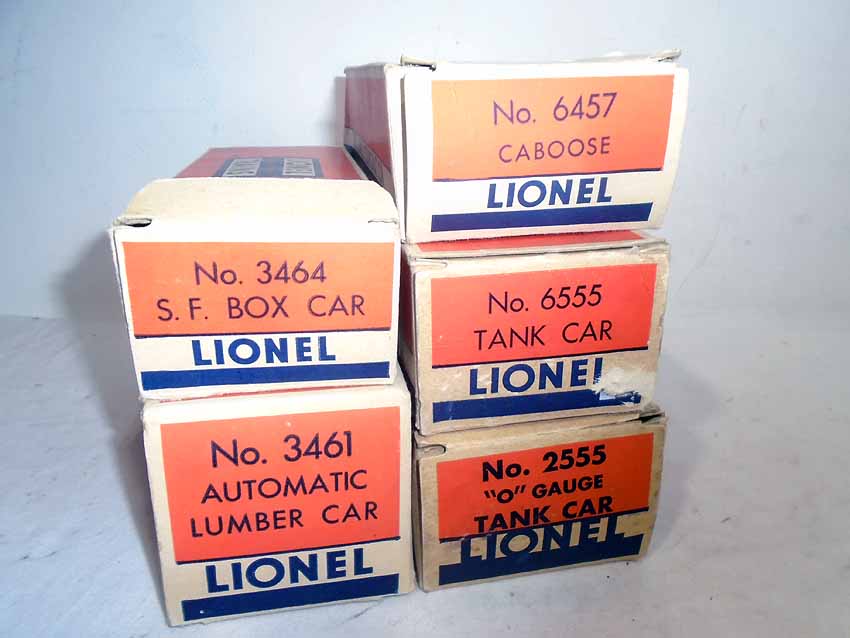 No. 6457
CABOOSE
LIONEL
No. 3464
S. F. BOX CAR
LIONEL
No. 6555
TANK CAR
LIONEL
No. 3461
AUTOMATIC
LUMBER CAR
LIONEL
No. 2555
"O" GAUGE
TANK CAR
LIONEL